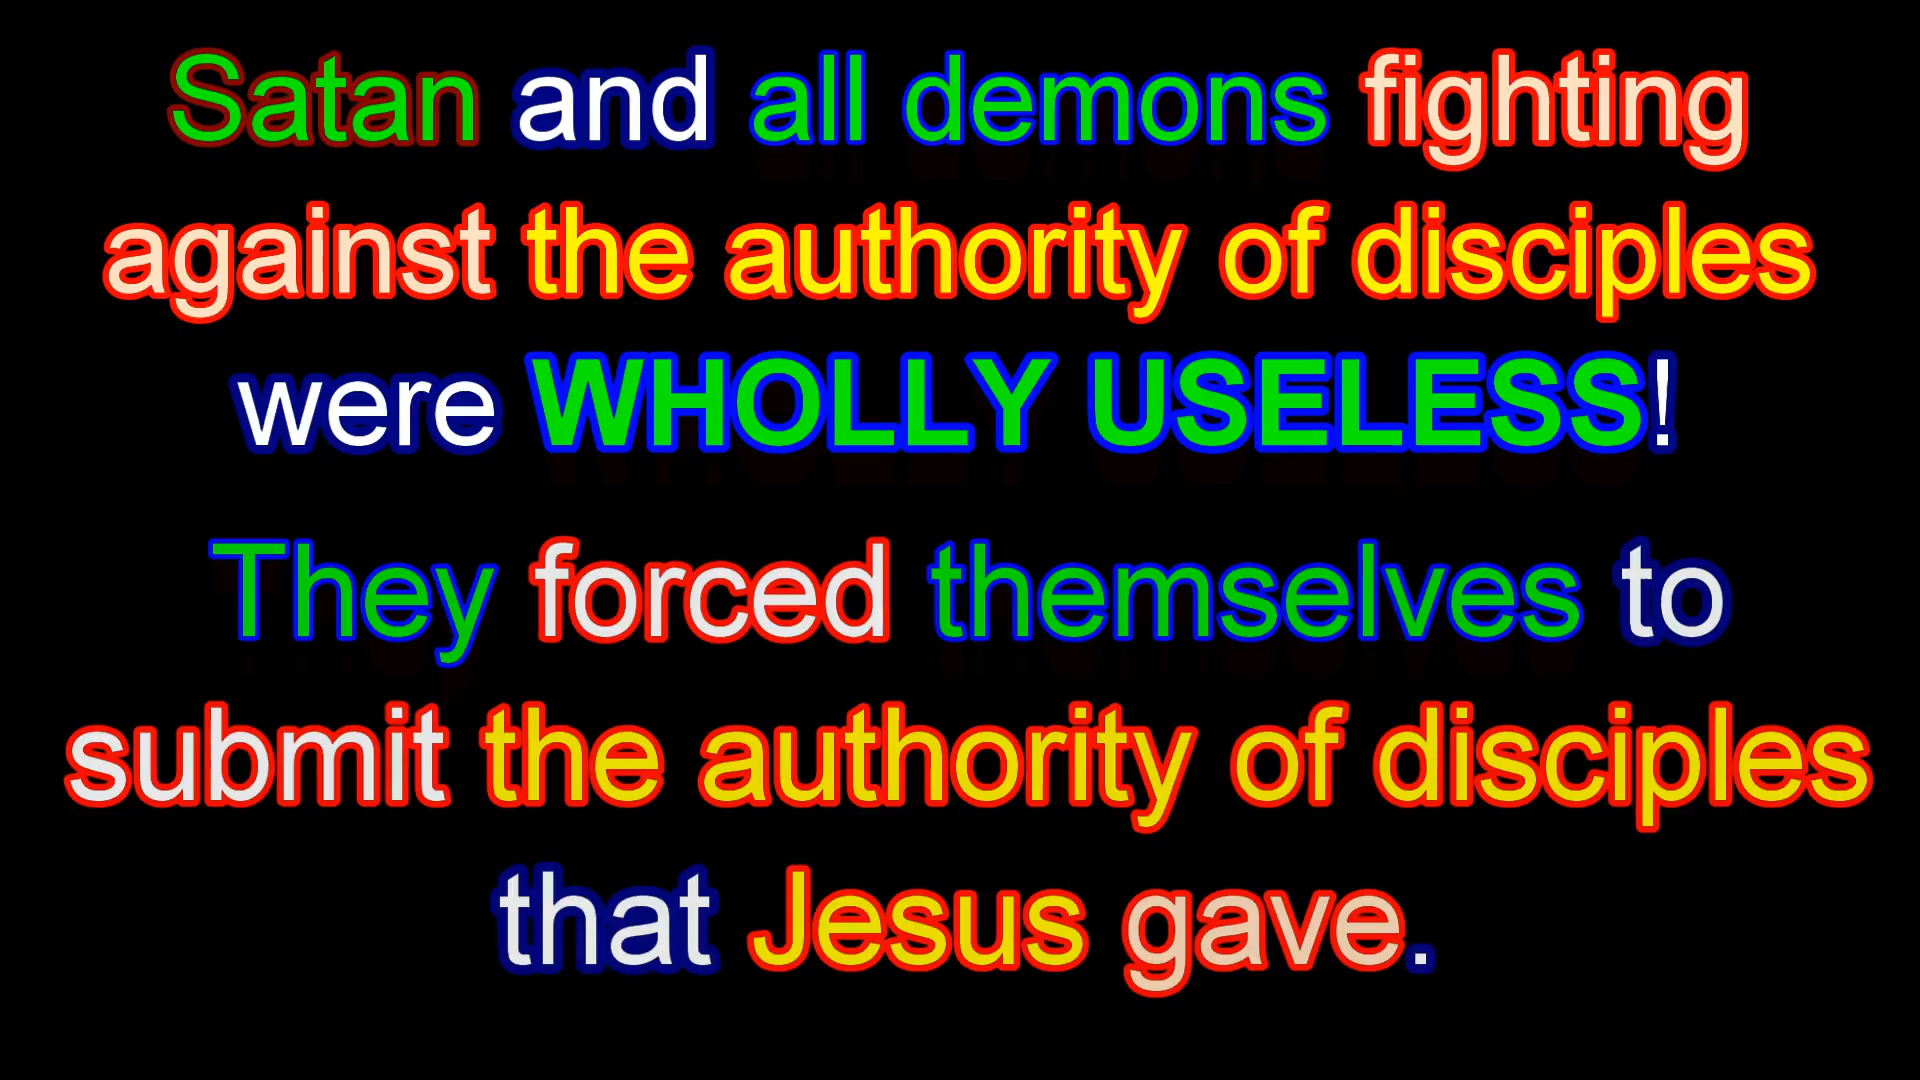 Satan and all demons fighting
against the authority of disciples
were WHOLLY USELESS!
They forced themselves to
submit the authority of disciples
that Jesus gave.